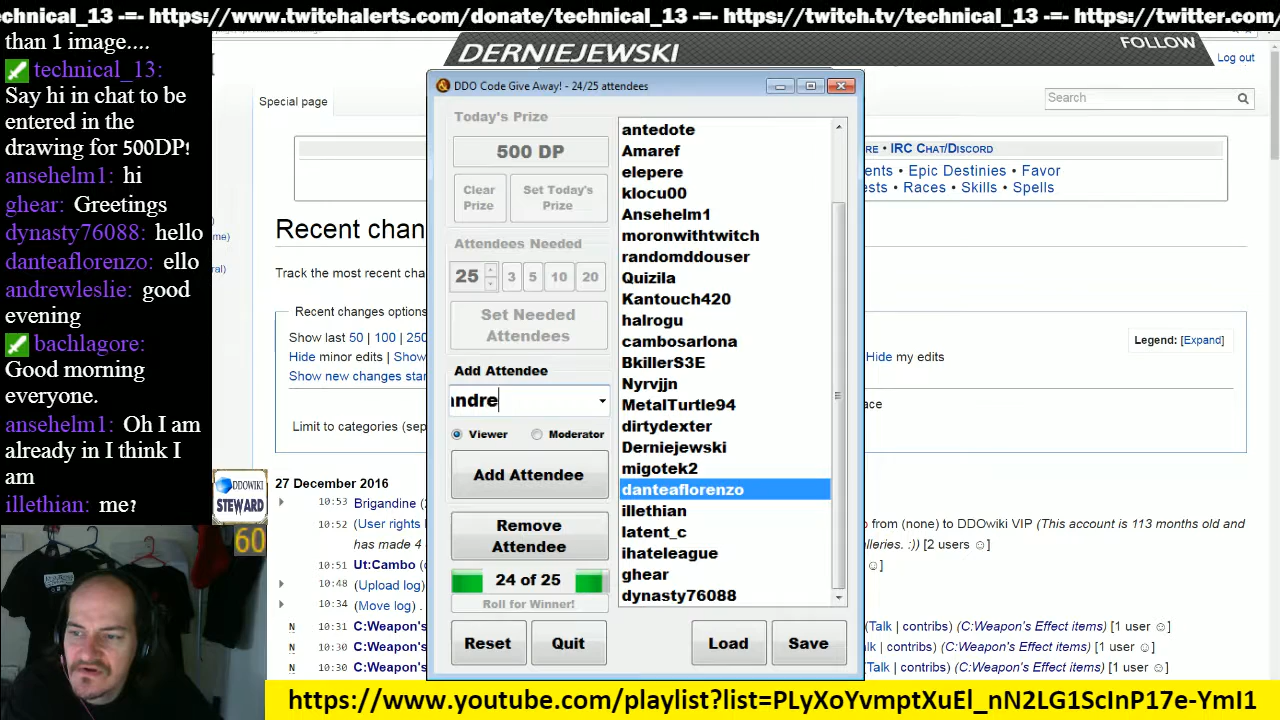 technical_13 -=- https://www.twitchalerts.com/donate/technical_13 -=- https://twitch.tv/technical_13 -=- https://twitter.com/
than 1 image....
technical_13:
Say hi in chat to be
entered in the
drawing for 500DP!
ansehelm1: hi
ghear: Greetings
dynasty76088: hello
danteaflorenzo: ello
andrewleslie: good
evening
bachlagore:
Good morning
everyone.
ansehelm1: Oh I am
already in I think I
am
illethian: me?
DDOWIKI
STEWARD
60
DERNIEJEWSKI
FOLLOW
Log out
Special page
Search
Recent chan
Track the most recent cha
Recent changes options
Show last 50 | 100 | 250
Hide minor edits | Show
Show new changes star
Limit to categories (sep
27 December 2016
10:53 Brigandine (2
10:52 (User rights
has made 4
10:51 Ut:Cambo
10:48 (Upload log)
10:34 (Move log) .
N 10:31 C:Weapon's
N 10:30 C:Weapon's
N 10:30 C:Weapon's
DDO Code Give Away! - 24/25 attendees
Today's Prize
500 DP
Clear Prize
Set Today's Prize
Attendees Needed
25 3 5 10 20
Set Needed
Attendees
Add Attendee
andre
Viewer Moderator
Add Attendee
Remove
Attendee
24 of 25
Roll for Winner!
Reset Quit Load Save
antedote
Amaref
elepere
klocu00
Ansehelm1
moronwithtwitch
randomddouser
Quizila
Kantouch420
halrogu
cambosarlona
BkillerS3E
Nyrvjjn
MetalTurtle94
dirtydexter
Derniejewski
migotek2
danteaflorenzo
illethian
latent_c
ihateleague
ghear
dynasty76088
• IRC Chat/Discord
ents • Epic Destinies • Favor
ests • Races • Skills • Spells
Hide my edits
Legend: [Expand]
ace
from (none) to DDOwiki VIP (This account is 113 months old and
alleries. :)) [2 users ☺]
(Talk | contribs) (C:Weapon's Effect items) [1 user ☺]
Talk | contribs) (C:Weapon's Effect items) [1 user ☺]
Talk | contribs) (C:Weapon's Effect items) [1 user ☺]
https://www.youtube.com/playlist?list=PLyXoYvmptXuEl_nN2LG1ScInP17e-YmI1